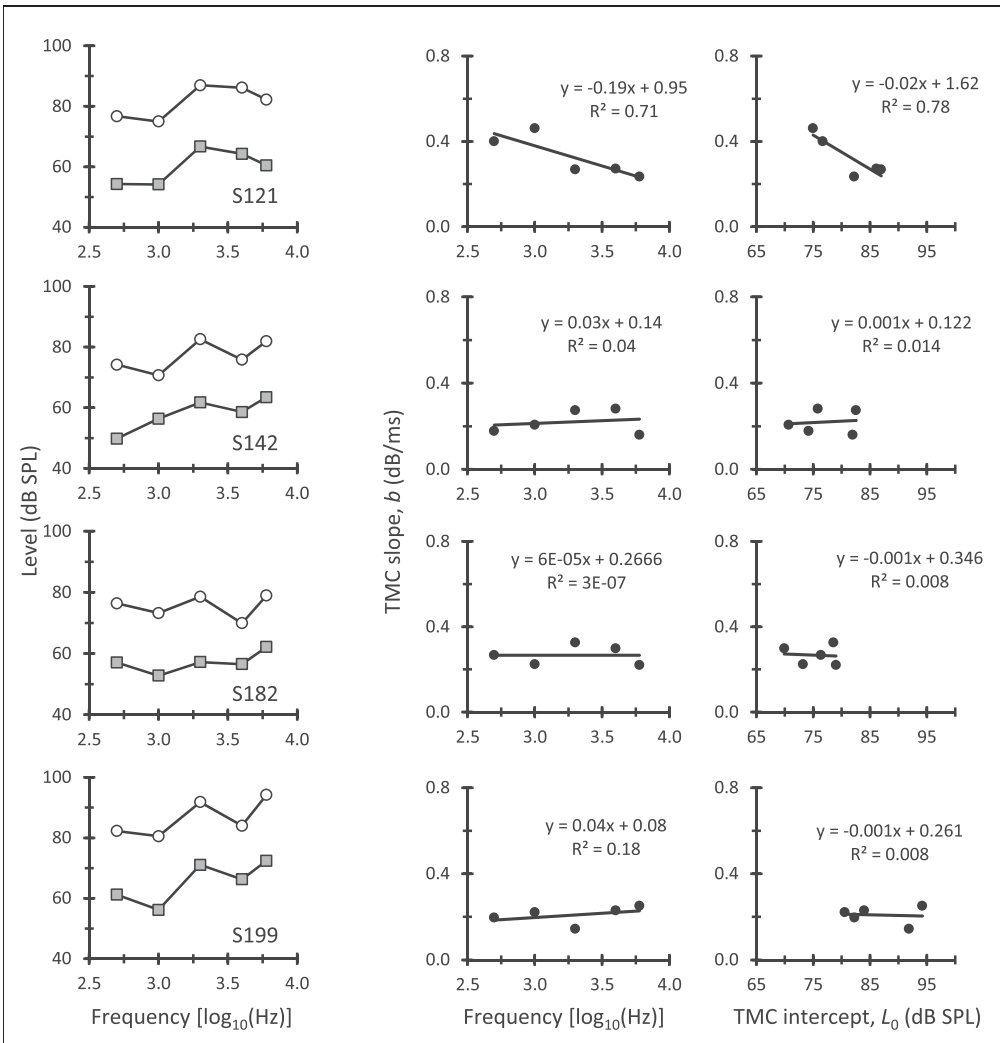 100
80
60
40
2.5 3.0 3.5 4.0
S121
0.8
0.4
0.0
2.5 3.0 3.5 4.0
y = -0.19x + 0.95
R² = 0.71
0.8
0.4
0.0
65 75 85 95
y = -0.02x + 1.62
R² = 0.78
100
80
60
40
2.5 3.0 3.5 4.0
S142
0.8
0.4
0.0
2.5 3.0 3.5 4.0
y = 0.03x + 0.14
R² = 0.04
0.8
0.4
0.0
65 75 85 95
y = 0.001x + 0.122
R² = 0.014
Level (dB SPL)
TMC slope, b (dB/ms)
100
80
60
40
2.5 3.0 3.5 4.0
S182
0.8
0.4
0.0
2.5 3.0 3.5 4.0
y = 6E-05x + 0.2666
R² = 3E-07
0.8
0.4
0.0
65 75 85 95
y = -0.001x + 0.346
R² = 0.008
100
80
60
40
2.5 3.0 3.5 4.0
S199
0.8
0.4
0.0
2.5 3.0 3.5 4.0
y = 0.04x + 0.08
R² = 0.18
0.8
0.4
0.0
65 75 85 95
y = -0.001x + 0.261
R² = 0.008
Frequency [log₁₀(Hz)]
Frequency [log₁₀(Hz)]
TMC intercept, L₀ (dB SPL)